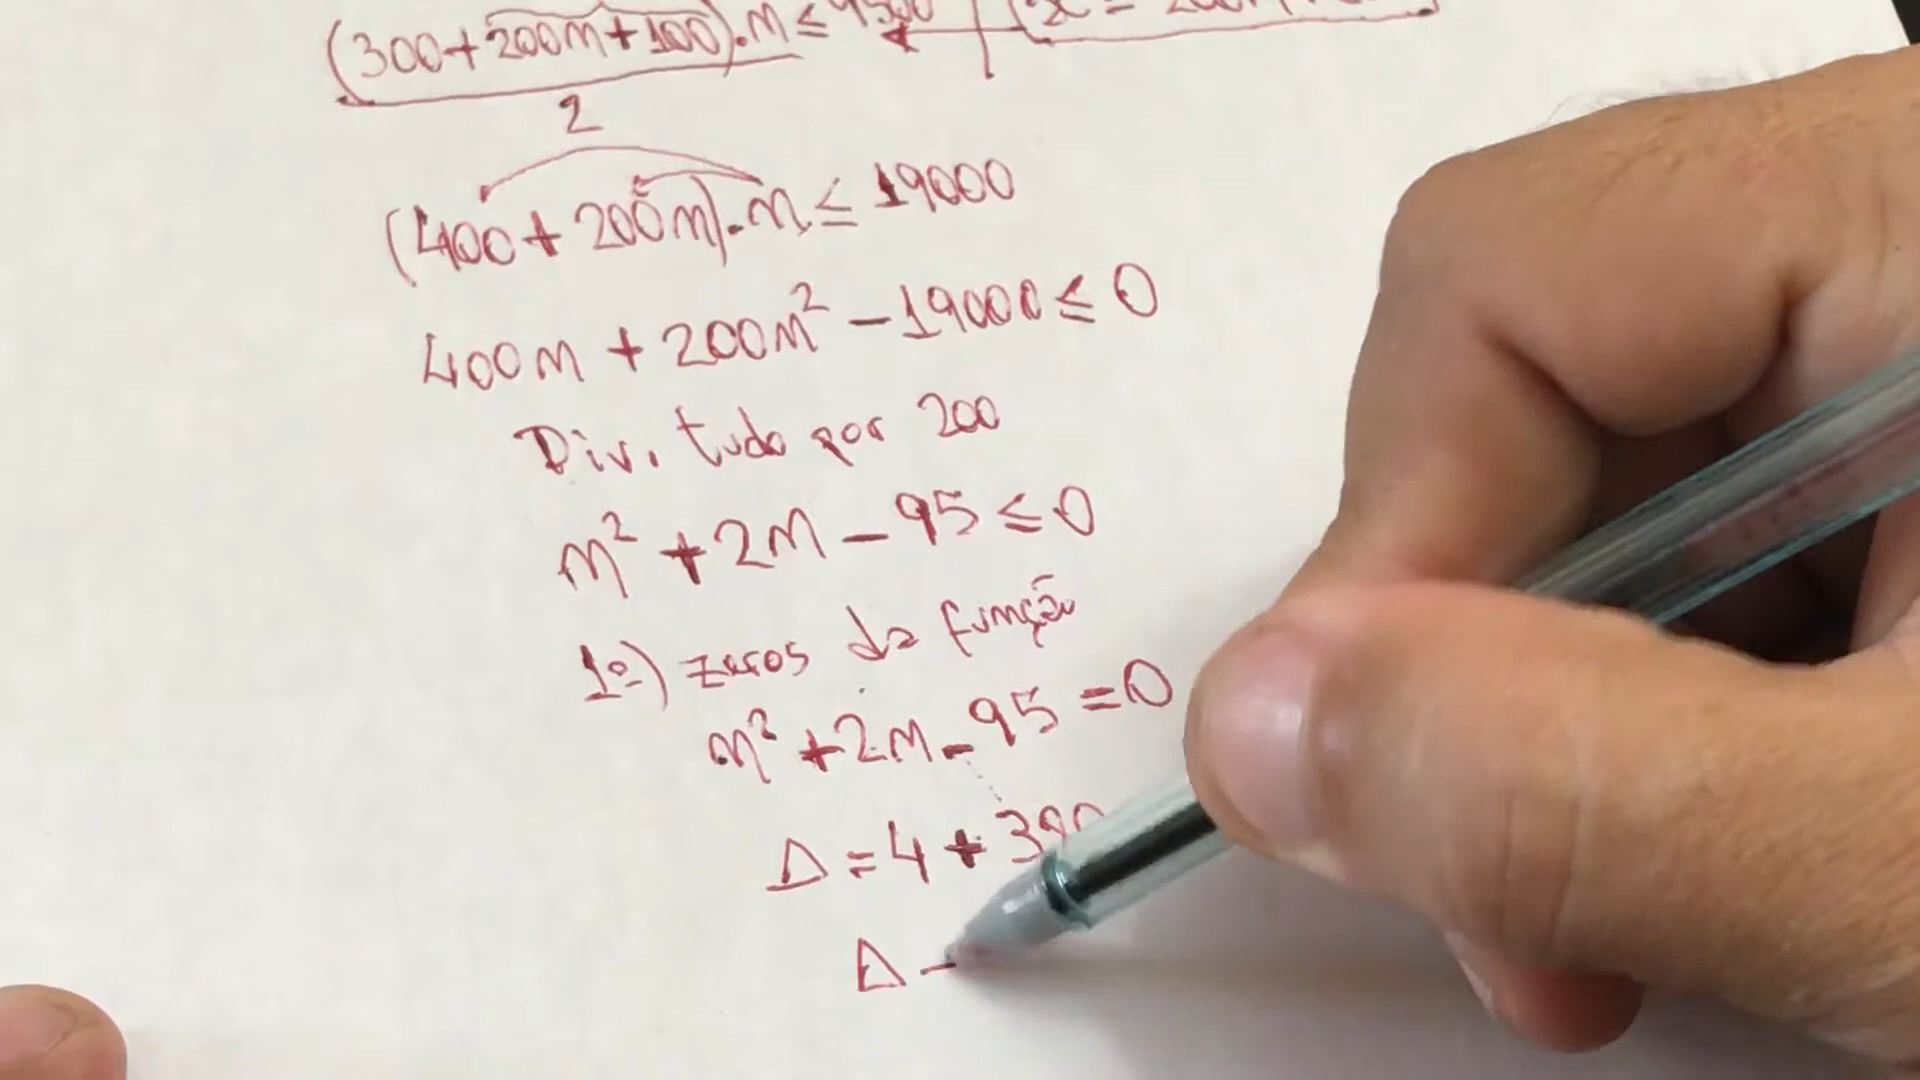 (300+200m+100).m≤9500
2
(400+200m).m≤19000
400m+200m²-19000≤0
Div. tudo por 200
m²+2m-95≤0
1º) zeros da função
m²+2m-95=0
Δ=4+380
Δ